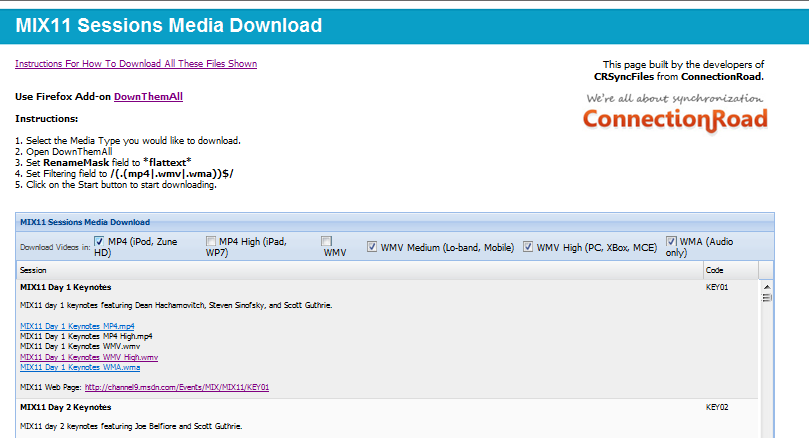 MIX11 Sessions Media Download
Instructions For How To Download All These Files Shown
This page built by the developers of
CRSyncFiles from ConnectionRoad.
We're all about synchronization
ConnectionRoad
Use Firefox Add-on DownThemAll
Instructions:
1. Select the Media Type you would like to download.
2. Open DownThemAll
3. Set RenameMask field to *flattext*
4. Set Filtering field to /(.(mp4|.wmv|.wma))$/
5. Click on the Start button to start downloading.
MIX11 Sessions Media Download
Download Videos in: MP4 (iPod, Zune HD) MP4 High (iPad, WP7) WMV WMV Medium (Lo-band, Mobile) WMV High (PC, XBox, MCE) WMA (Audio only)
Session Code
MIX11 Day 1 Keynotes KEY01
MIX11 day 1 keynotes featuring Dean Hachamovitch, Steven Sinofsky, and Scott Guthrie.
MIX11 Day 1 Keynotes MP4.mp4
MIX11 Day 1 Keynotes MP4 High.mp4
MIX11 Day 1 Keynotes WMV.wmv
MIX11 Day 1 Keynotes WMV High.wmv
MIX11 Day 1 Keynotes WMA.wma
MIX11 Web Page: http://channel9.msdn.com/Events/MIX/MIX11/KEY01
MIX11 Day 2 Keynotes KEY02
MIX11 day 2 keynotes featuring Joe Belfiore and Scott Guthrie.